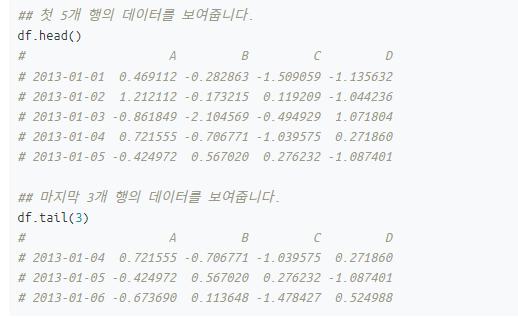 ## 첫 5개 행의 데이터를 보여줍니다.
df.head()
#                    A         B         C         D
# 2013-01-01  0.469112 -0.282863 -1.509059 -1.135632
# 2013-01-02  1.212112 -0.173215  0.119209 -1.044236
# 2013-01-03 -0.861849 -2.104569 -0.494929  1.071804
# 2013-01-04  0.721555 -0.706771 -1.039575  0.271860
# 2013-01-05 -0.424972  0.567020  0.276232 -1.087401
## 마지막 3개 행의 데이터를 보여줍니다.
df.tail(3)
#                    A         B         C         D
# 2013-01-04  0.721555 -0.706771 -1.039575  0.271860
# 2013-01-05 -0.424972  0.567020  0.276232 -1.087401
# 2013-01-06 -0.673690  0.113648 -1.478427  0.524988